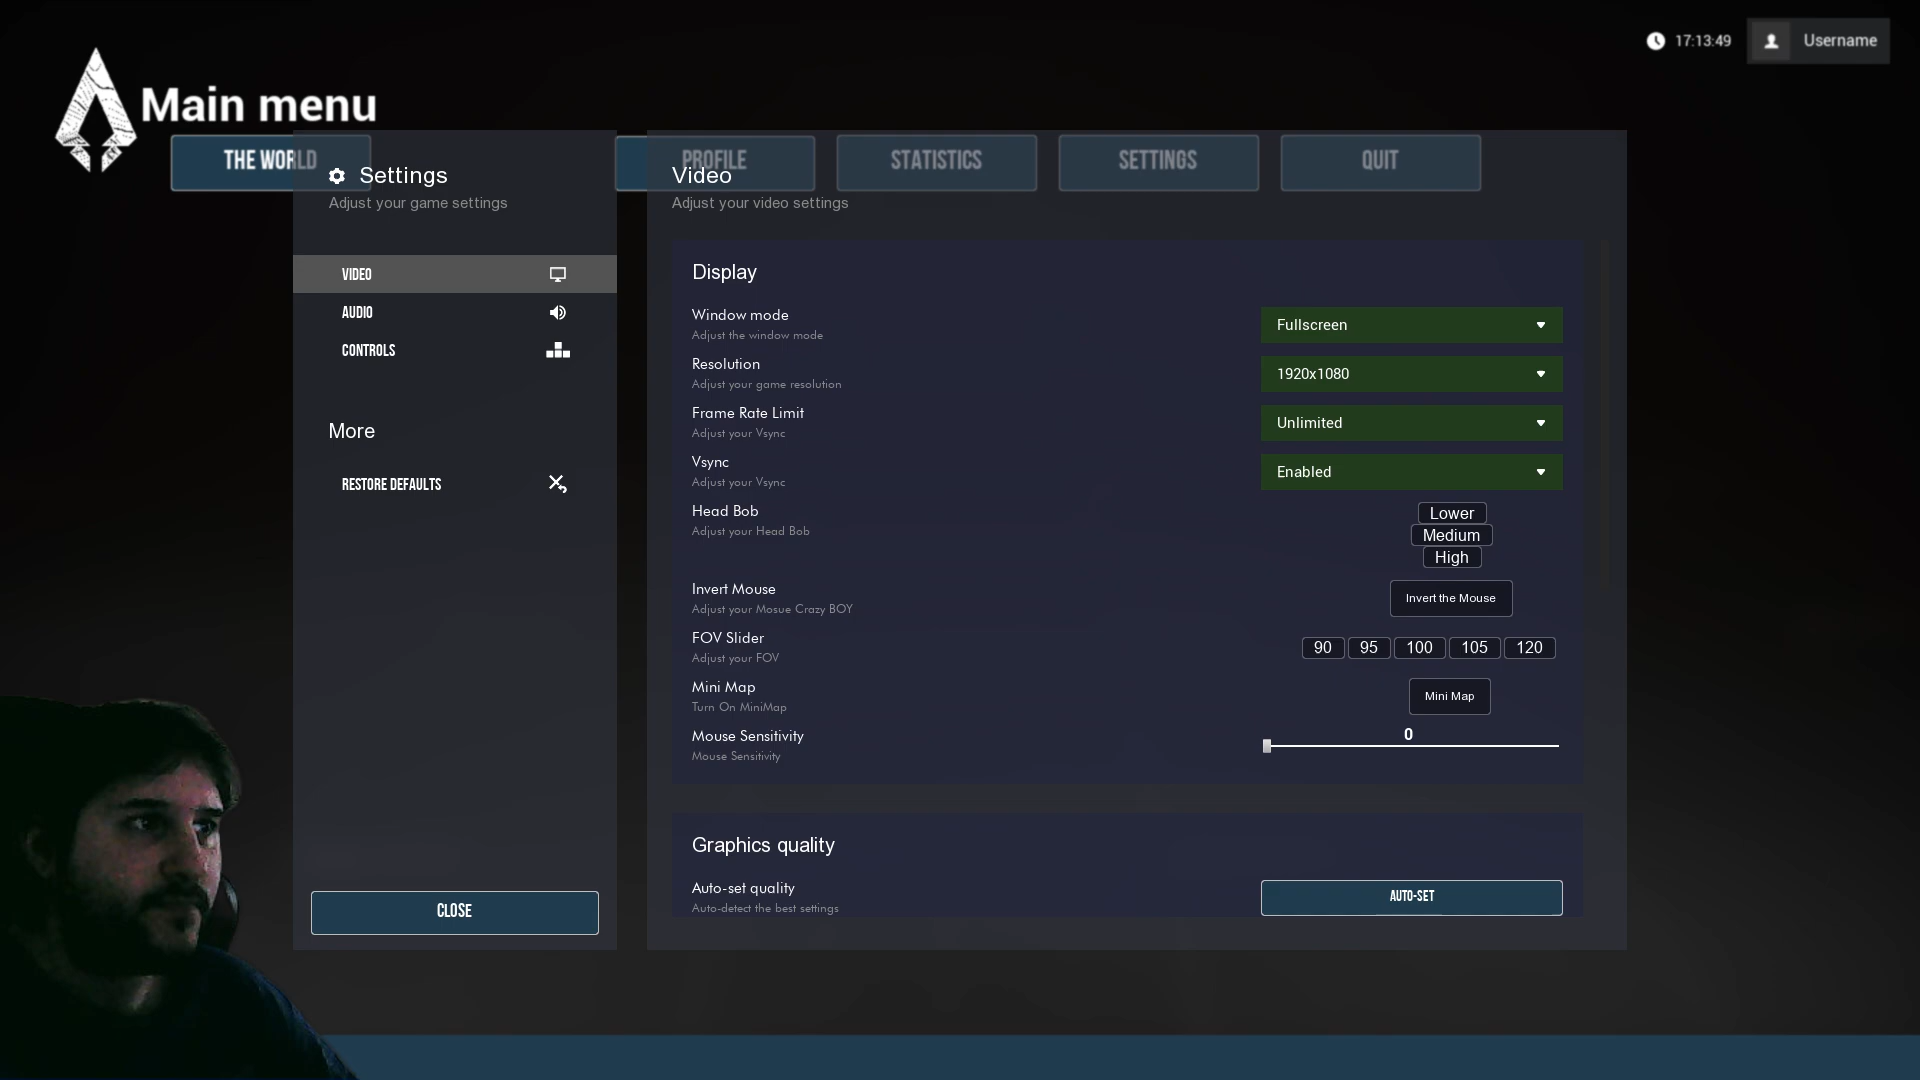 17:13:49
Username
Main menu
THE WORLD
PROFILE
STATISTICS
SETTINGS
QUIT
Settings
Adjust your game settings
VIDEO
AUDIO
CONTROLS
More
RESTORE DEFAULTS
CLOSE
Video
Adjust your video settings
Display
Window mode
Adjust the window mode
Fullscreen
Resolution
Adjust your game resolution
1920x1080
Frame Rate Limit
Adjust your Vsync
Unlimited
Vsync
Adjust your Vsync
Enabled
Head Bob
Adjust your Head Bob
Lower
Medium
High
Invert Mouse
Adjust your Mosue Crazy BOY
Invert the Mouse
FOV Slider
Adjust your FOV
90 95 100 105 120
Mini Map
Turn On MiniMap
Mini Map
Mouse Sensitivity
Mouse Sensitivity
0
Graphics quality
Auto-set quality
Auto-detect the best settings
AUTO-SET